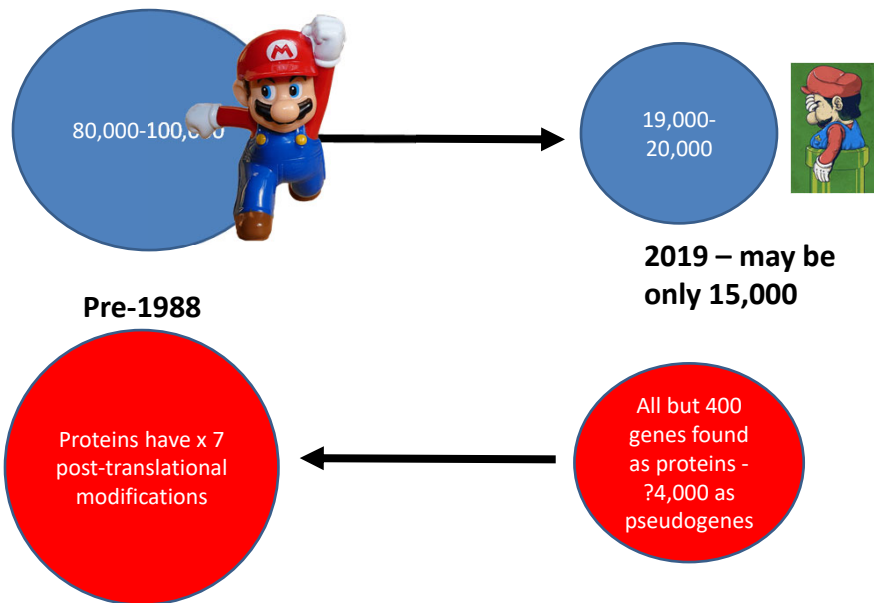 80,000-100,000
M
19,000-
20,000
2019 – may be
only 15,000
Pre-1988
Proteins have x 7
post-translational
modifications
All but 400
genes found
as proteins -
?4,000 as
pseudogenes